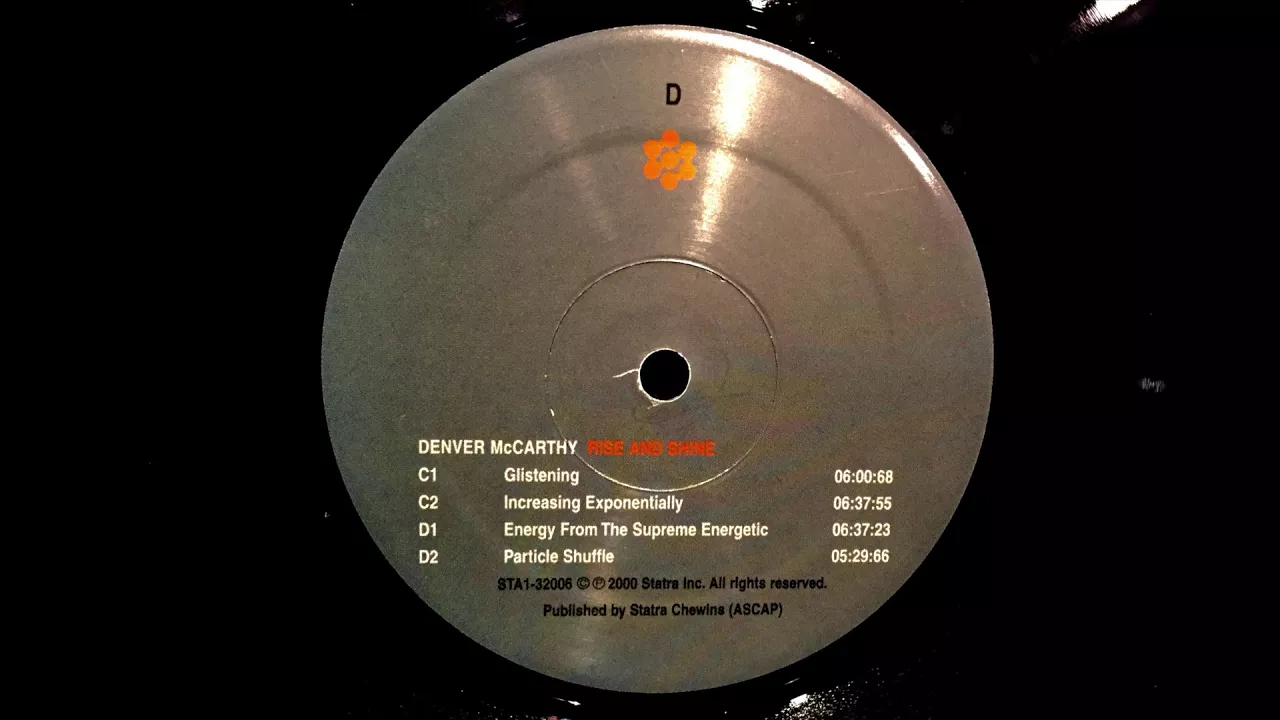 D
DENVER McCARTHY RISE AND SHINE
C1 Glistening 06:00:68
C2 Increasing Exponentially 06:37:55
D1 Energy From The Supreme Energetic 06:37:23
D2 Particle Shuffle 05:29:66
STA1-32006 ©℗ 2000 Statra Inc. All rights reserved.
Published by Statra Chewins (ASCAP)